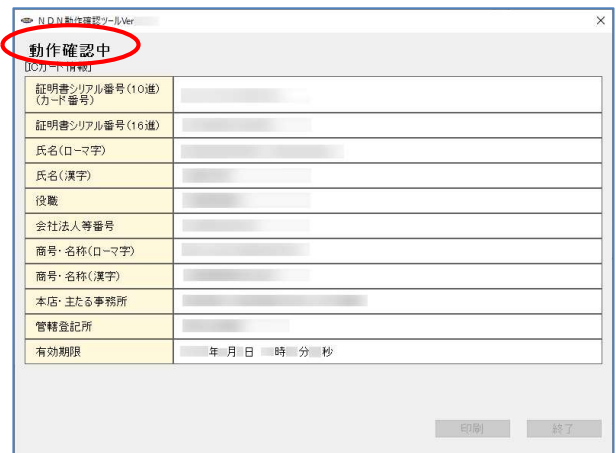 NDN動作確認ツールVer
動作確認中
[ICカード情報]
証明書シリアル番号(10進)
(カード番号)
証明書シリアル番号(16進)
氏名(ローマ字)
氏名(漢字)
役職
会社法人等番号
商号・名称(ローマ字)
商号・名称(漢字)
本店・主たる事務所
管轄登記所
有効期限
年 月 日 時 分 秒
印刷 終了